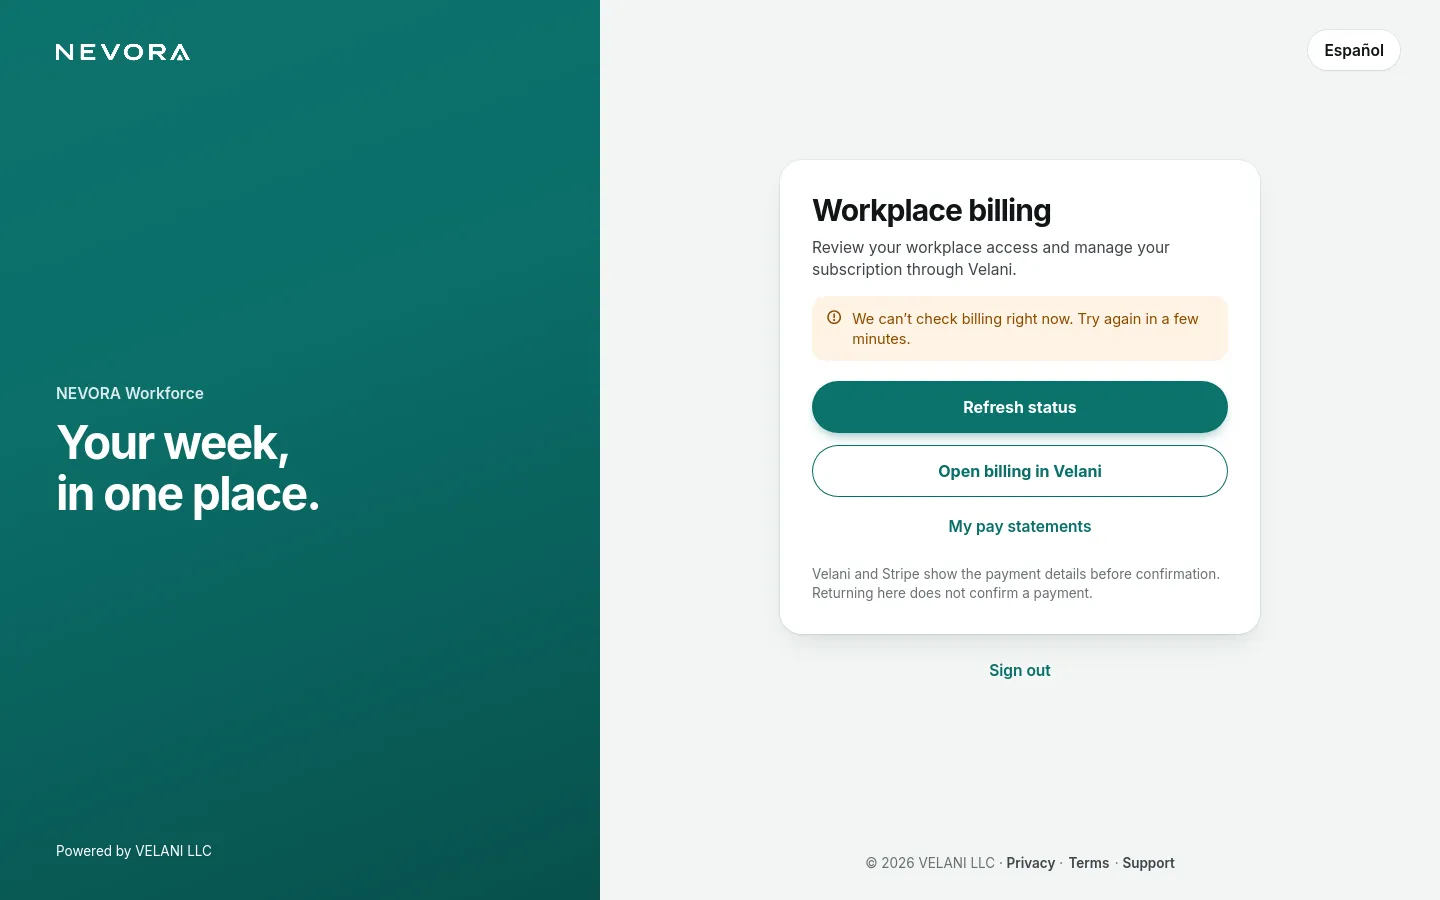 NEVORA
Español
Workplace billing
Review your workplace access and manage your
subscription through Velani.
We can’t check billing right now. Try again in a few
minutes.
Refresh status
Open billing in Velani
My pay statements
Velani and Stripe show the payment details before confirmation.
Returning here does not confirm a payment.
Sign out
NEVORA Workforce
Your week,
in one place.
Powered by VELANI LLC
© 2026 VELANI LLC · Privacy · Terms · Support